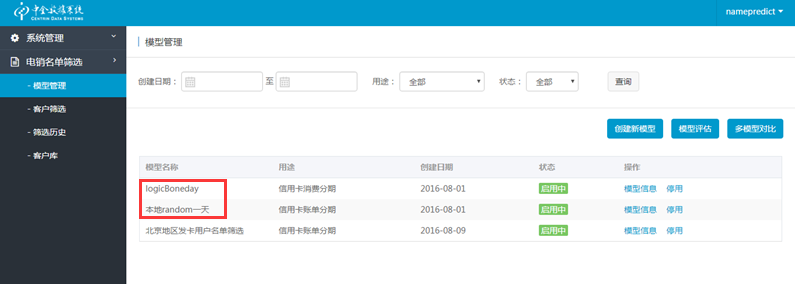 中金数据系统
CENTRIN DATA SYSTEMS
namepredict
系统管理
电销名单筛选
- 模型管理
- 客户筛选
- 筛选历史
- 客户库
模型管理
创建日期： 至 用途： 全部 状态： 全部 查询
创建新模型 模型评估 多模型对比
模型名称 用途 创建日期 状态 操作
logicBoneday 信用卡消费分期 2016-08-01 启用中 模型信息 停用
本地random一天 信用卡账单分期 2016-08-01 启用中 模型信息 停用
北京地区发卡用户名单筛选 信用卡账单分期 2016-08-09 启用中 模型信息 停用